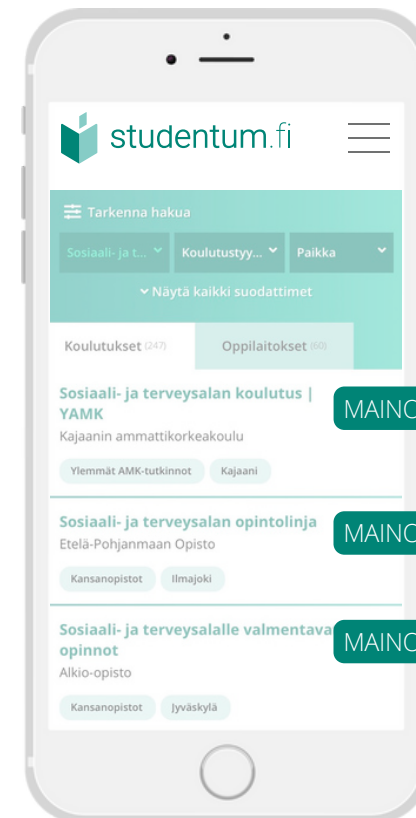 studentum.fi
Tarkenna hakua
Sosiaali- ja t... Koulutustyy... Paikka
Näytä kaikki suodattimet
Koulutukset (247) Oppilaitokset (60)
Sosiaali- ja terveysalan koulutus |
YAMK
MAINO
Kajaanin ammattikorkeakoulu
Ylemmät AMK-tutkinnot Kajaani
Sosiaali- ja terveysalan opintolinja
MAINO
Etelä-Pohjanmaan Opisto
Kansanopistot Ilmajoki
Sosiaali- ja terveysalalle valmentava
opinnot
MAINO
Alkio-opisto
Kansanopistot Jyväskylä